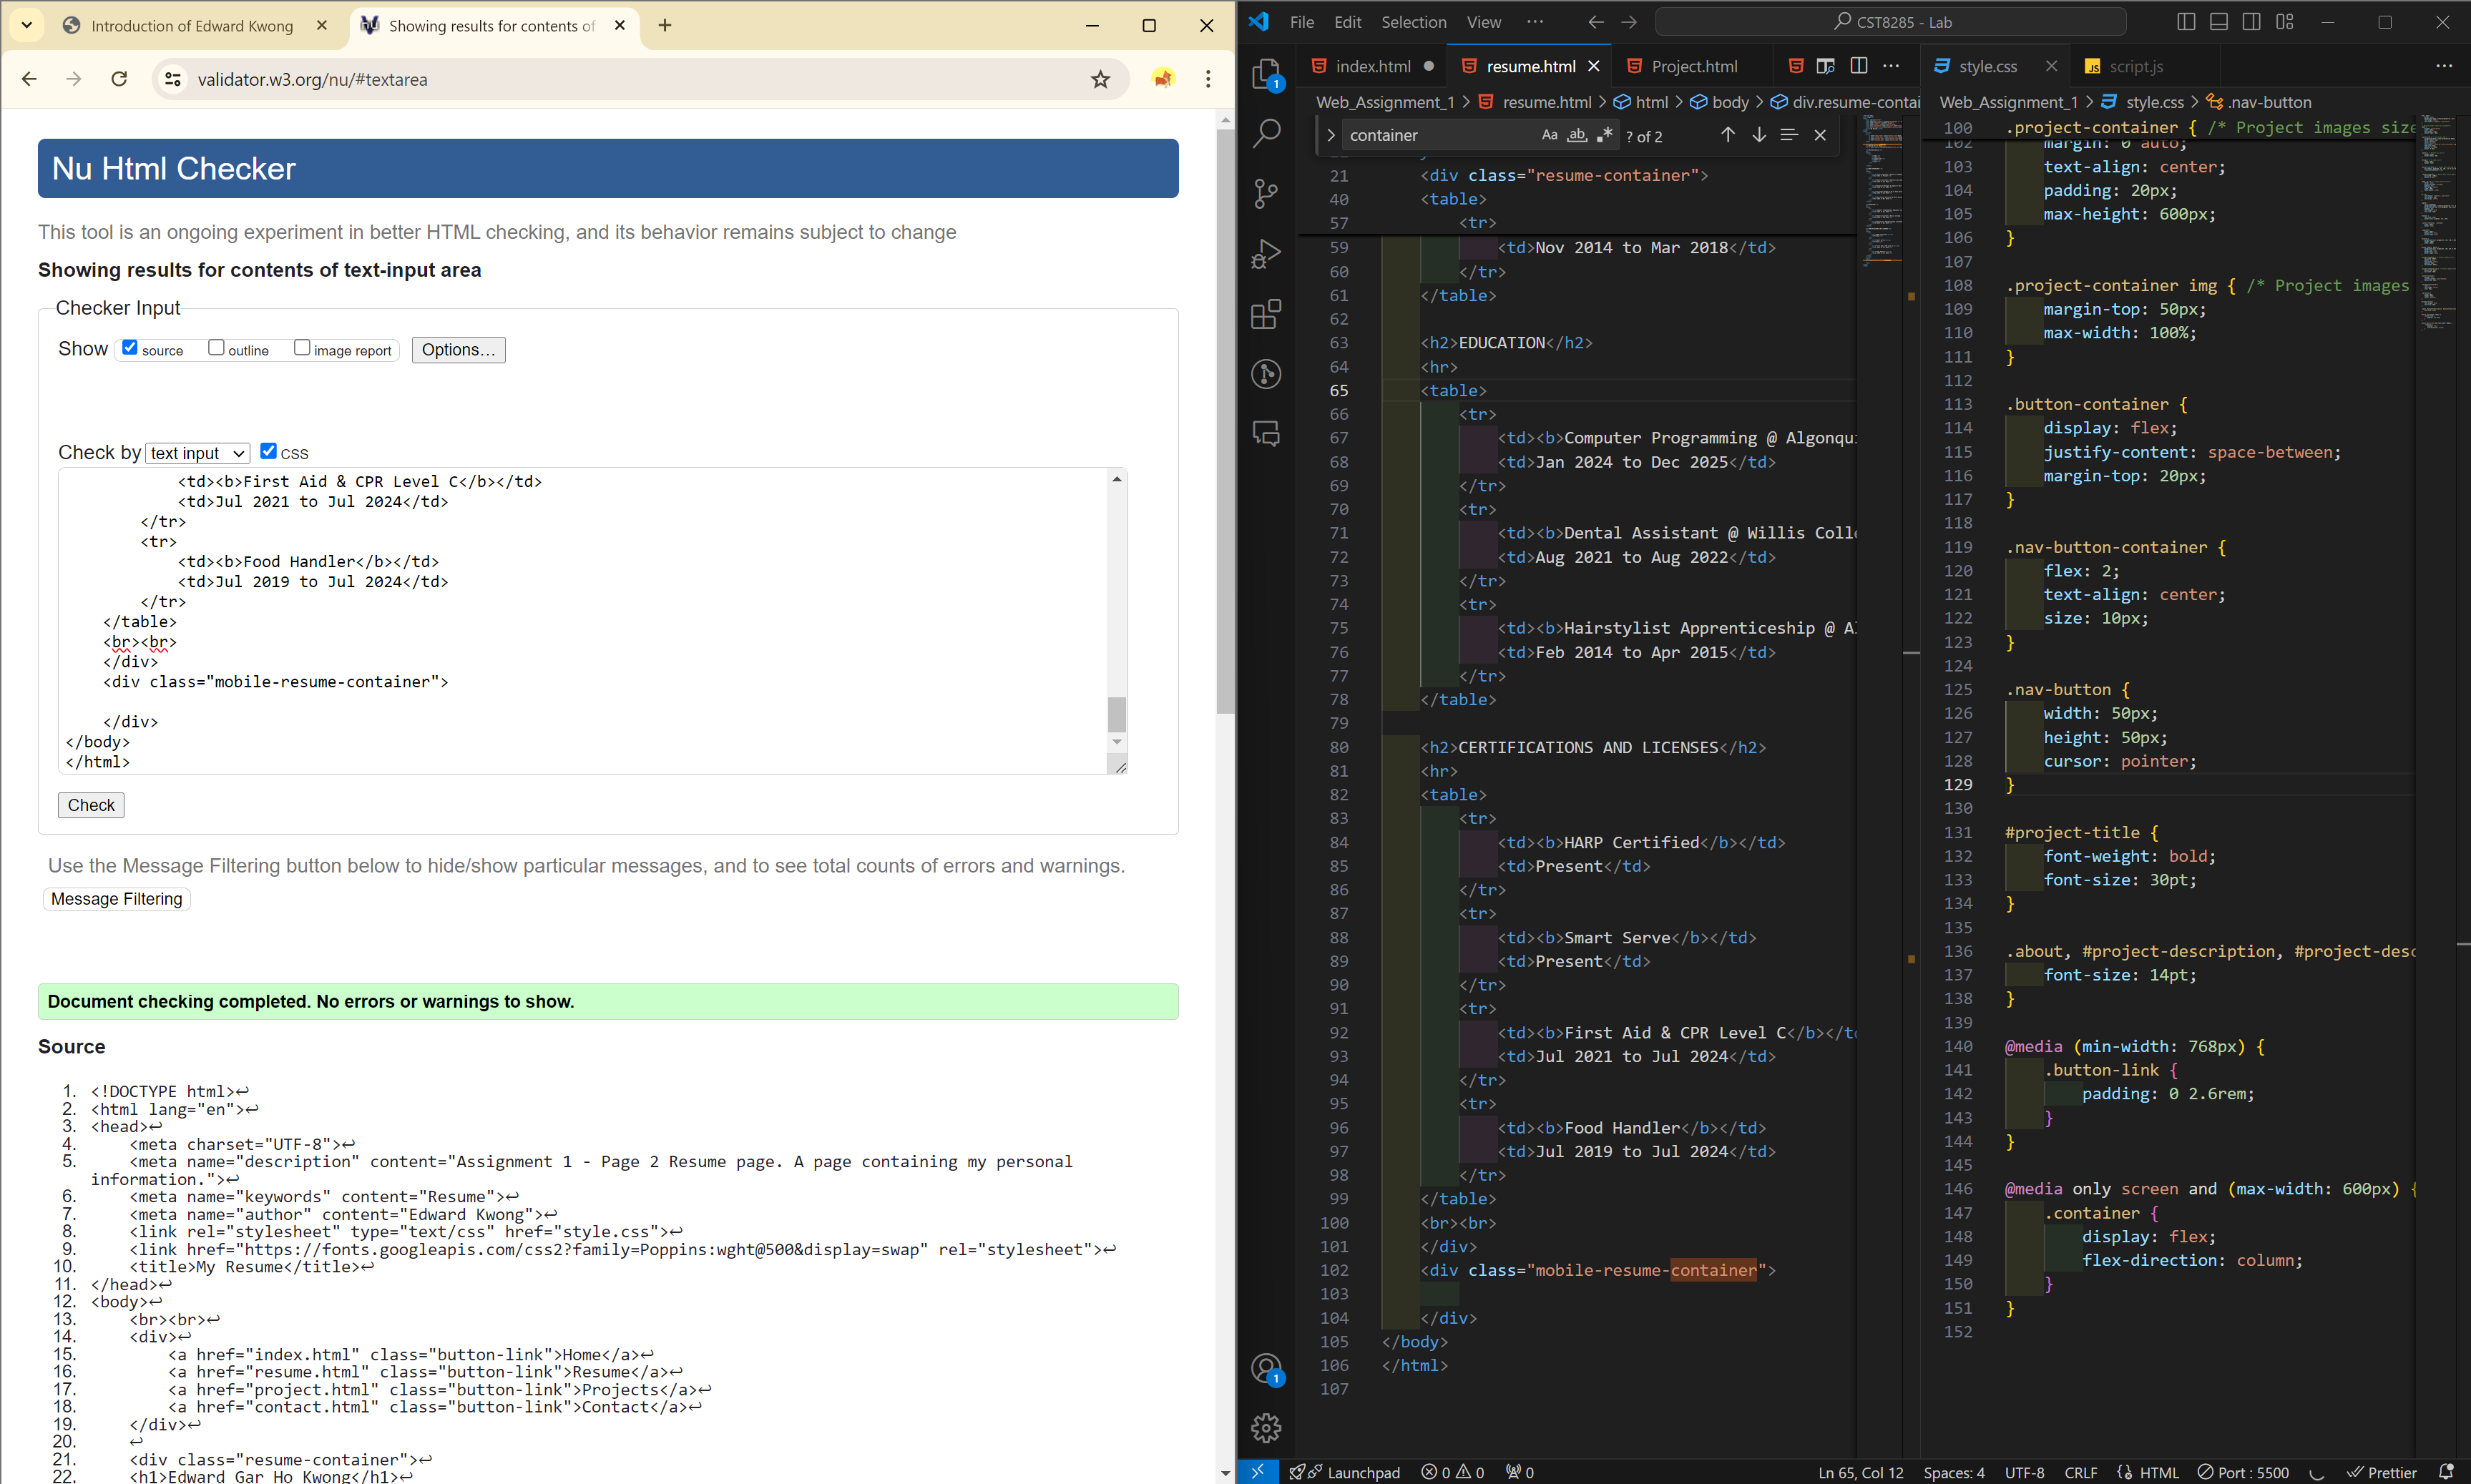 Introduction of Edward Kwong
Showing results for contents of
validator.w3.org/nu/#textarea
Nu Html Checker
This tool is an ongoing experiment in better HTML checking, and its behavior remains subject to change
Showing results for contents of text-input area
Checker Input
Show source outline image report Options...
Check by text input css
<td><b>First Aid & CPR Level C</b></td>
<td>Jul 2021 to Jul 2024</td>
</tr>
<tr>
<td><b>Food Handler</b></td>
<td>Jul 2019 to Jul 2024</td>
</tr>
</table>
<br><br>
</div>
<div class="mobile-resume-container">
</div>
</body>
</html>
Check
Use the Message Filtering button below to hide/show particular messages, and to see total counts of errors and warnings.
Message Filtering
Document checking completed. No errors or warnings to show.
Source
1. <!DOCTYPE html>↩
2. <html lang="en">↩
3. <head>↩
4. <meta charset="UTF-8">↩
5. <meta name="description" content="Assignment 1 - Page 2 Resume page. A page containing my personal
information.">↩
6. <meta name="keywords" content="Resume">↩
7. <meta name="author" content="Edward Kwong">↩
8. <link rel="stylesheet" type="text/css" href="style.css">↩
9. <link href="https://fonts.googleapis.com/css2?family=Poppins:wght@500&display=swap" rel="stylesheet">↩
10. <title>My Resume</title>↩
11. </head>↩
12. <body>↩
13. <br><br>↩
14. <div>↩
15. <a href="index.html" class="button-link">Home</a>↩
16. <a href="resume.html" class="button-link">Resume</a>↩
17. <a href="project.html" class="button-link">Projects</a>↩
18. <a href="contact.html" class="button-link">Contact</a>↩
19. </div>↩
20. ↩
21. <div class="resume-container">↩
22. <h1>Edward Gar Ho Kwong</h1>↩
File Edit Selection View ··· CST8285 - Lab
index.html resume.html Project.html
Web_Assignment_1 > resume.html > html > body > div.resume-contai
container Aa ab .* ? of 2
21 <div class="resume-container">
40 <table>
57 <tr>
59 <td>Nov 2014 to Mar 2018</td>
60 </tr>
61 </table>
62
63 <h2>EDUCATION</h2>
64 <hr>
65 <table>
66 <tr>
67 <td><b>Computer Programming @ Algonqu
68 <td>Jan 2024 to Dec 2025</td>
69 </tr>
70 <tr>
71 <td><b>Dental Assistant @ Willis Coll
72 <td>Aug 2021 to Aug 2022</td>
73 </tr>
74 <tr>
75 <td><b>Hairstylist Apprenticeship @ A
76 <td>Feb 2014 to Apr 2015</td>
77 </tr>
78 </table>
79
80 <h2>CERTIFICATIONS AND LICENSES</h2>
81 <hr>
82 <table>
83 <tr>
84 <td><b>HARP Certified</b></td>
85 <td>Present</td>
86 </tr>
87 <tr>
88 <td><b>Smart Serve</b></td>
89 <td>Present</td>
90 </tr>
91 <tr>
92 <td><b>First Aid & CPR Level C</b></t
93 <td>Jul 2021 to Jul 2024</td>
94 </tr>
95 <tr>
96 <td><b>Food Handler</b></td>
97 <td>Jul 2019 to Jul 2024</td>
98 </tr>
99 </table>
100 <br><br>
101 </div>
102 <div class="mobile-resume-container">
103
104 </div>
105 </body>
106 </html>
107
style.css script.js
Web_Assignment_1 > style.css > .nav-button
100 .project-container { /* Project images size
102 margin: 0 auto;
103 text-align: center;
104 padding: 20px;
105 max-height: 600px;
106 }
107
108 .project-container img { /* Project images
109 margin-top: 50px;
110 max-width: 100%;
111 }
112
113 .button-container {
114 display: flex;
115 justify-content: space-between;
116 margin-top: 20px;
117 }
118
119 .nav-button-container {
120 flex: 2;
121 text-align: center;
122 size: 10px;
123 }
124
125 .nav-button {
126 width: 50px;
127 height: 50px;
128 cursor: pointer;
129 }
130
131 #project-title {
132 font-weight: bold;
133 font-size: 30pt;
134 }
135
136 .about, #project-description, #project-desc
137 font-size: 14pt;
138 }
139
140 @media (min-width: 768px) {
141 .button-link {
142 padding: 0 2.6rem;
143 }
144 }
145
146 @media only screen and (max-width: 600px) {
147 .container {
148 display: flex;
149 flex-direction: column;
150 }
151 }
152
1
1
Launchpad 0 0 0 Ln 65, Col 12 Spaces: 4 UTF-8 CRLF HTML Port : 5500 Prettier